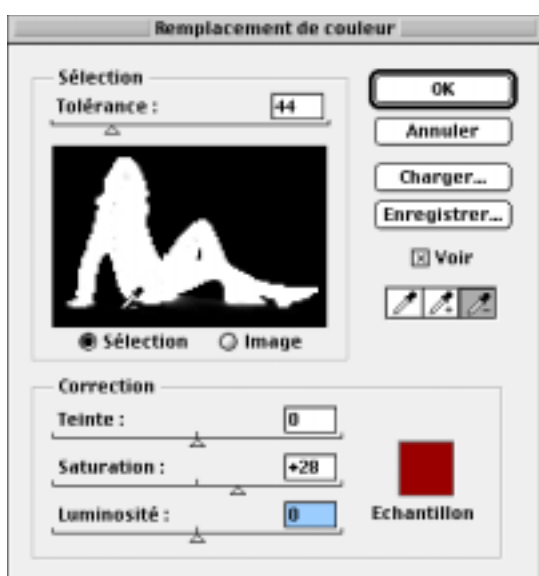 Remplacement de couleur
Sélection
Tolérance : 44
OK
Annuler
Charger...
Enregistrer...
Voir
Sélection Image
Correction
Teinte : 0
Saturation : +28
Luminosité : 0
Echantillon